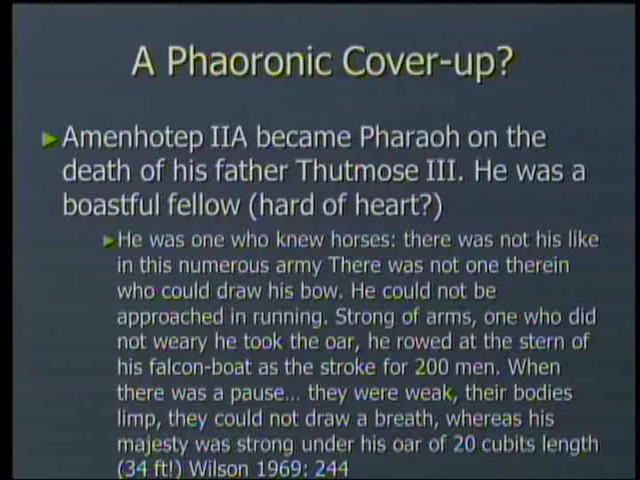 A Phaoronic Cover-up?
Amenhotep IIA became Pharaoh on the
death of his father Thutmose III. He was a
boastful fellow (hard of heart?)
He was one who knew horses: there was not his like
in this numerous army There was not one therein
who could draw his bow. He could not be
approached in running. Strong of arms, one who did
not weary he took the oar, he rowed at the stern of
his falcon-boat as the stroke for 200 men. When
there was a pause... they were weak, their bodies
limp, they could not draw a breath, whereas his
majesty was strong under his oar of 20 cubits length
(34 ft!) Wilson 1969: 244